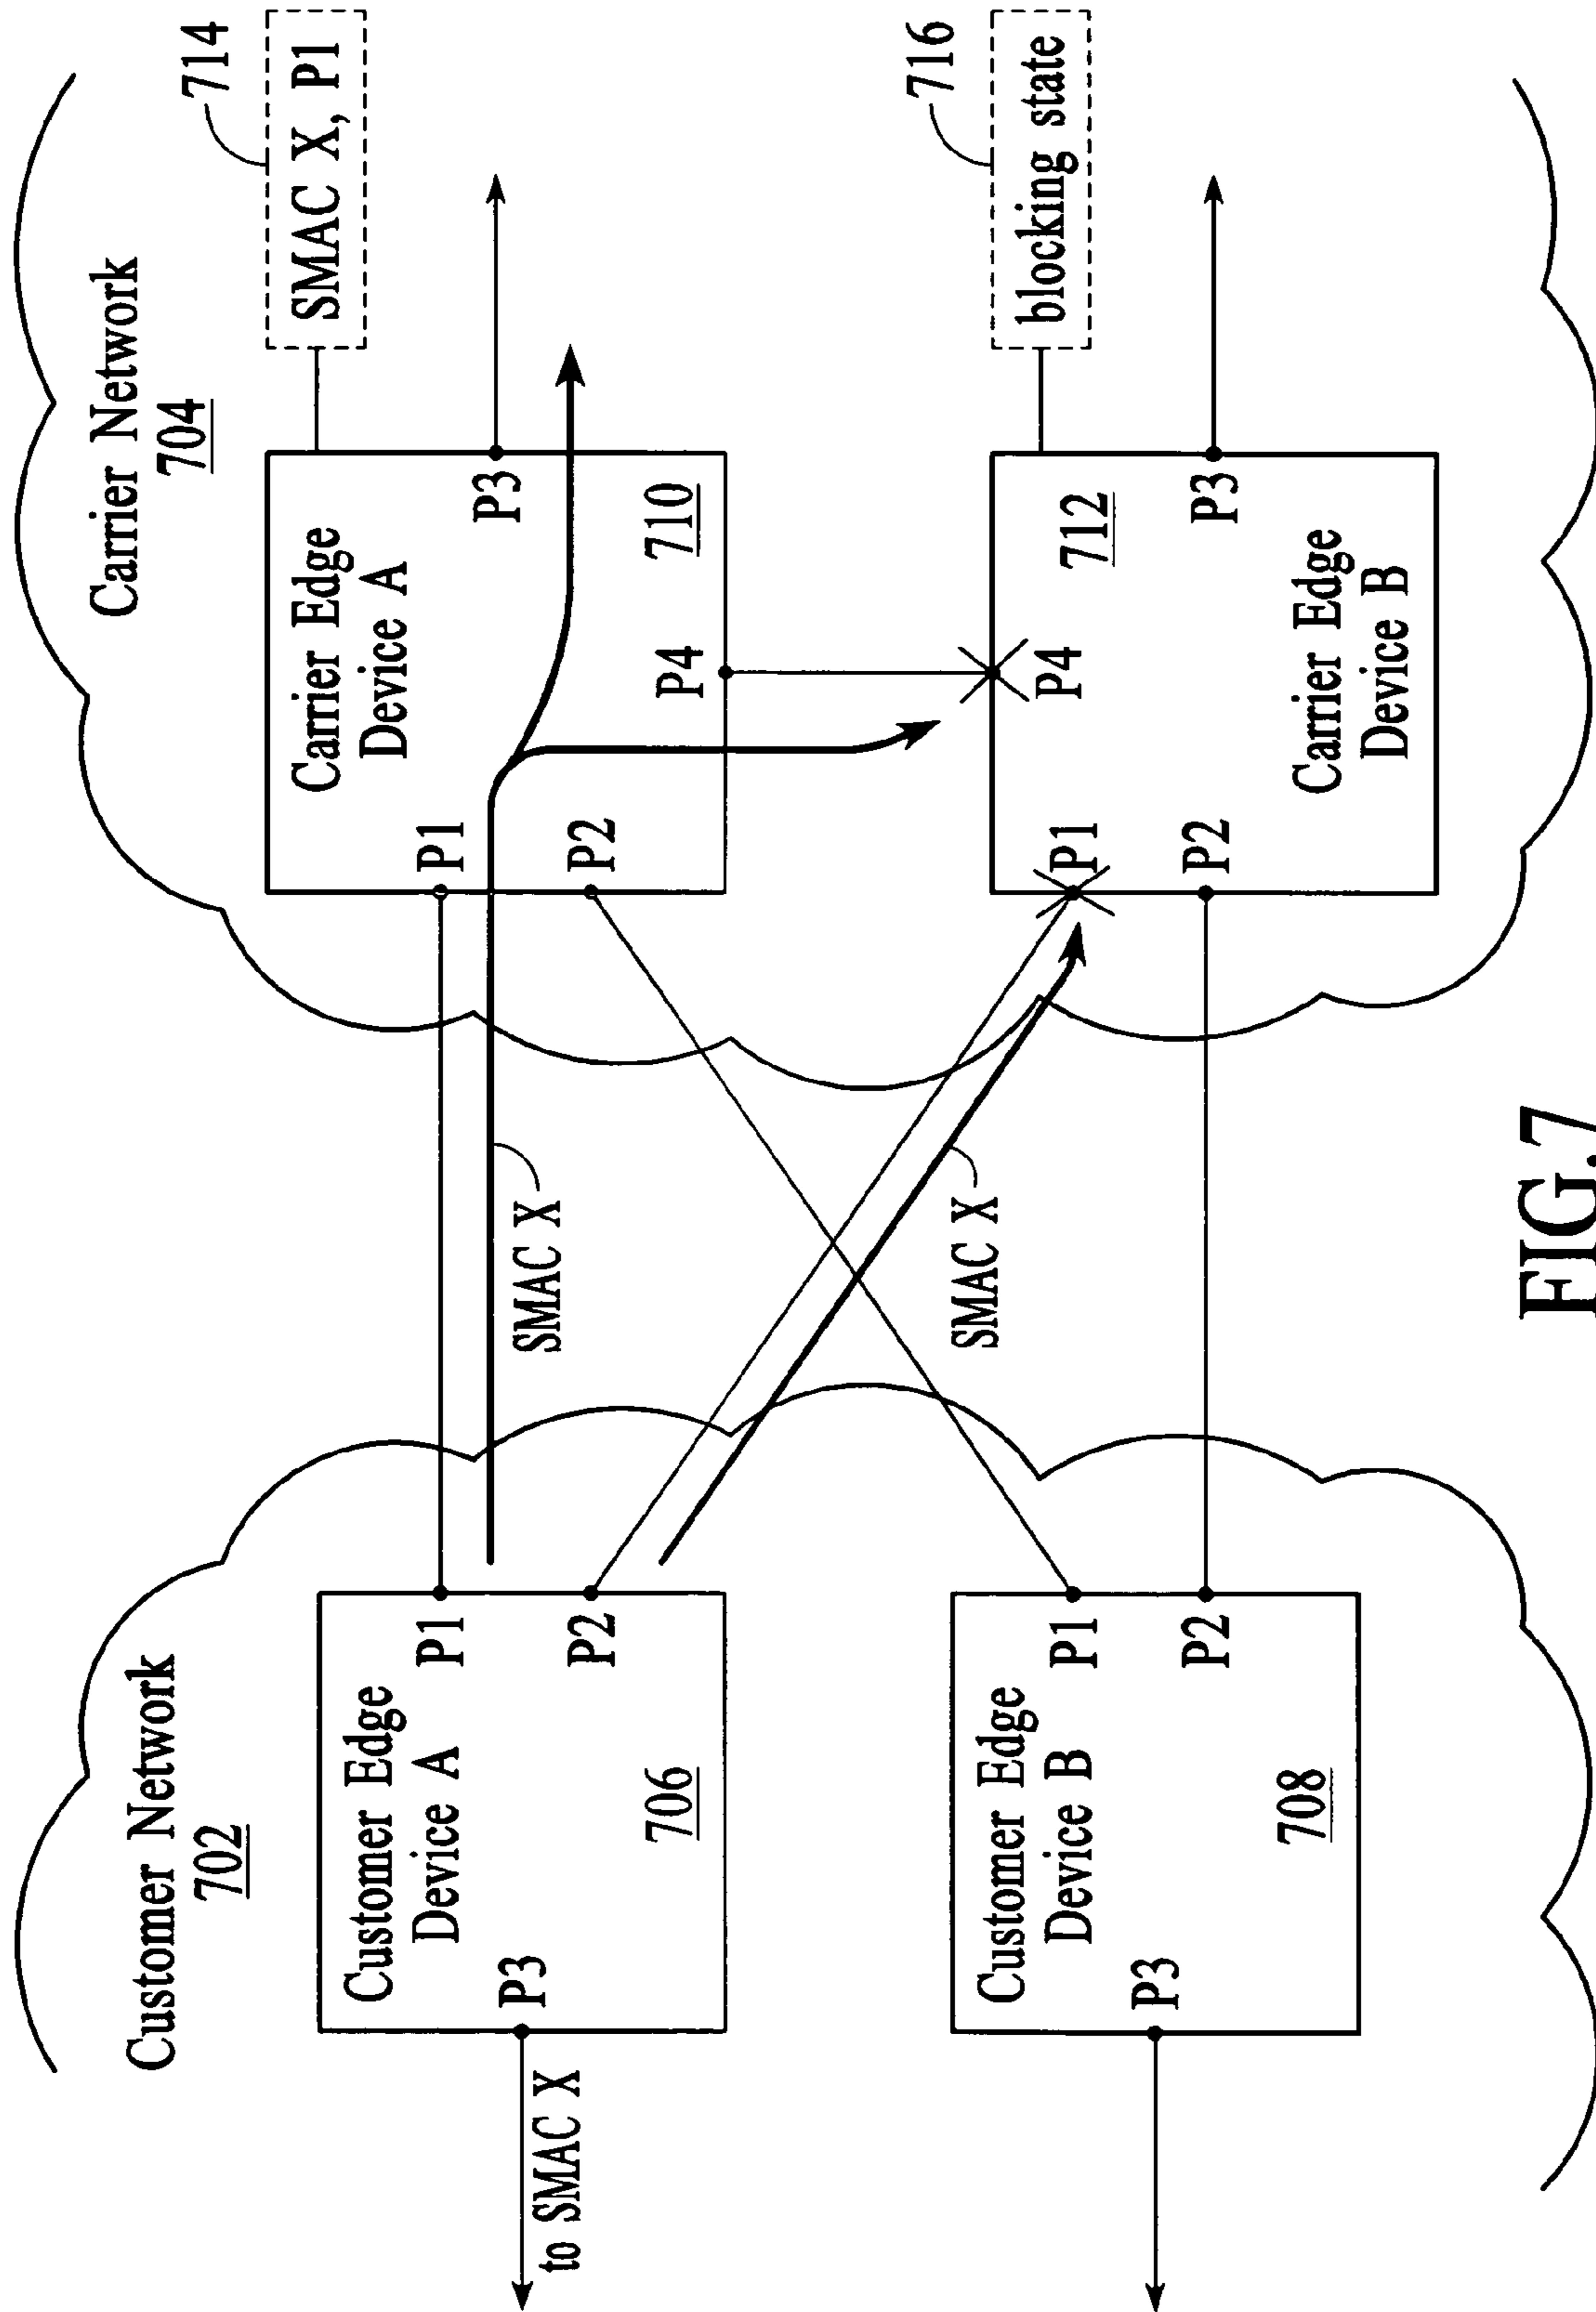 Customer Network
702
Customer Edge
Device A
P1
P2
P3
706
to SMAC X
Customer Edge
Device B
P1
P2
P3
708
SMAC X
SMAC X
Carrier Network
704
Carrier Edge
Device A
P1
P2
P3
P4
710
714
SMAC X, P1
P1
P4
712
P2
P3
Carrier Edge
Device B
716
blocking state
FIG.7